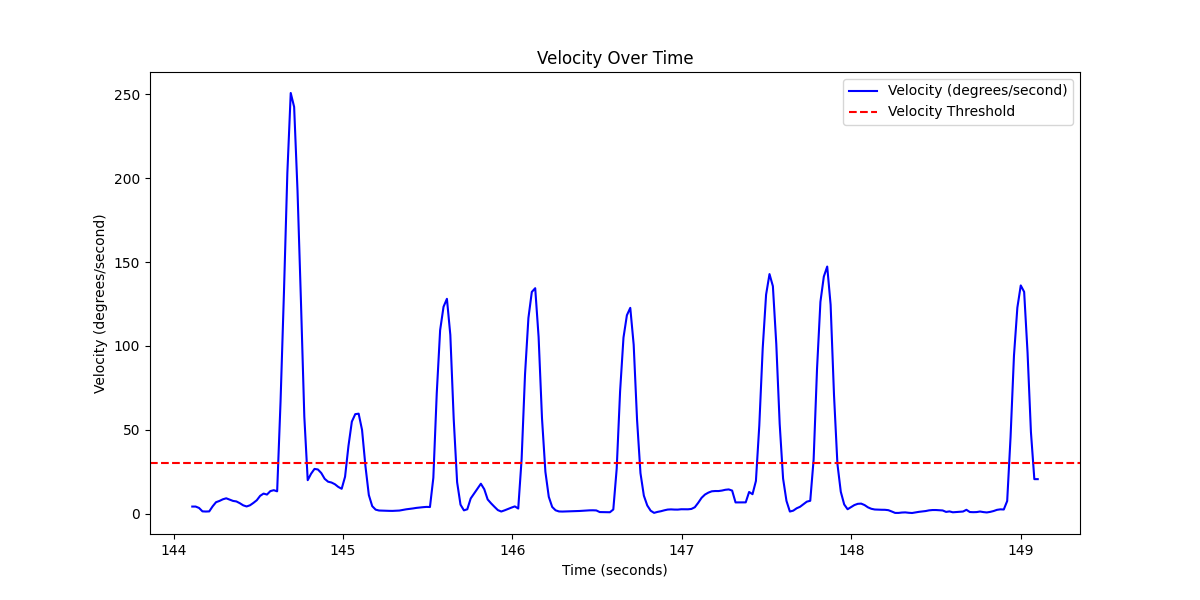 Velocity Over Time
Velocity (degrees/second)
Velocity Threshold
Velocity (degrees/second)
250
200
150
100
50
0
144
145
146
147
148
149
Time (seconds)